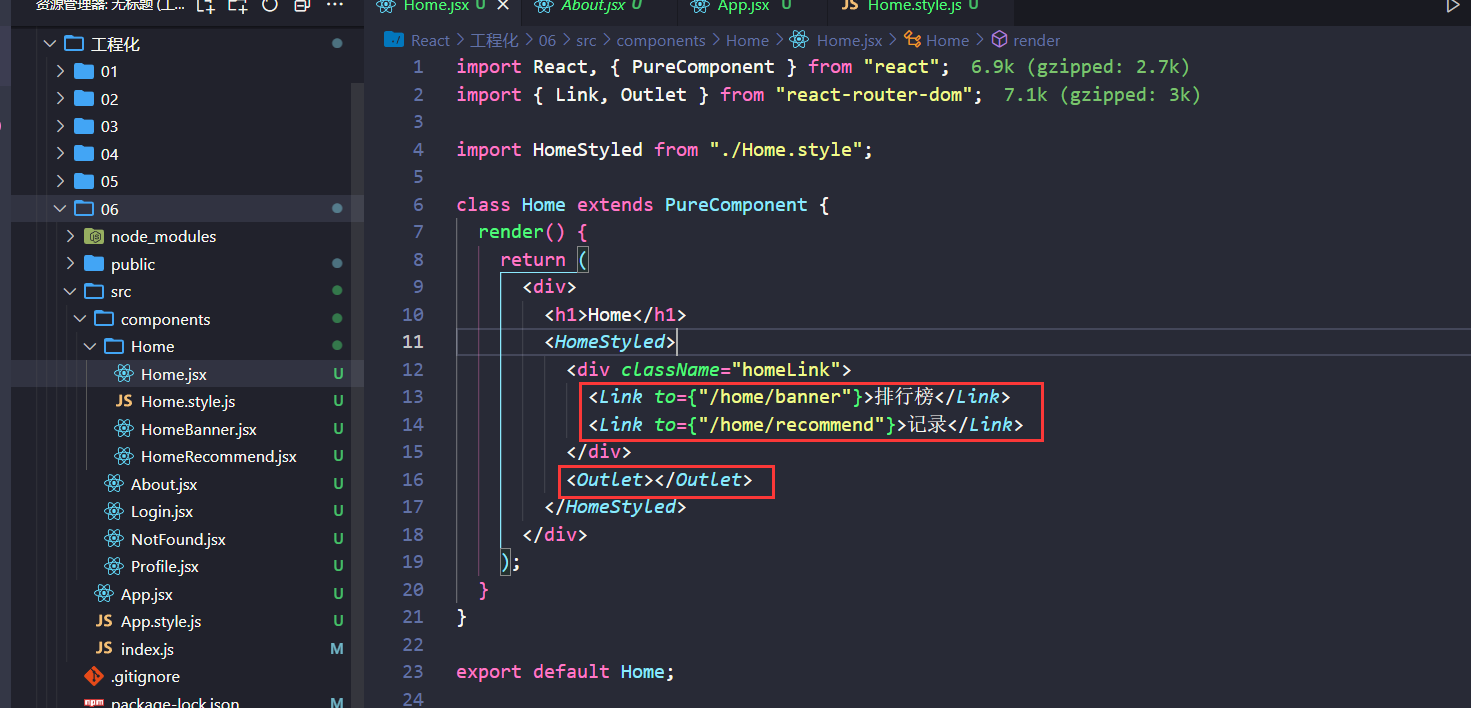 资源管理器: 无标题 (工...
工程化
01
02
03
04
05
06
node_modules
public
src
components
Home
Home.jsx U
JS Home.style.js U
HomeBanner.jsx U
HomeRecommend.jsx U
About.jsx U
Login.jsx U
NotFound.jsx U
Profile.jsx U
App.jsx U
JS App.style.js U
JS index.js M
.gitignore
npm package-lock.json M
Home.jsx U About.jsx U App.jsx U JS Home.style.js U
React > 工程化 > 06 > src > components > Home > Home.jsx > Home > render
1 import React, { PureComponent } from "react"; 6.9k (gzipped: 2.7k)
2 import { Link, Outlet } from "react-router-dom"; 7.1k (gzipped: 3k)
3
4 import HomeStyled from "./Home.style";
5
6 class Home extends PureComponent {
7 render() {
8 return (
9 <div>
10 <h1>Home</h1>
11 <HomeStyled>
12 <div className="homeLink">
13 <Link to={"/home/banner"}>排行榜</Link>
14 <Link to={"/home/recommend"}>记录</Link>
15 </div>
16 <Outlet></Outlet>
17 </HomeStyled>
18 </div>
19 );
20 }
21 }
22
23 export default Home;
24